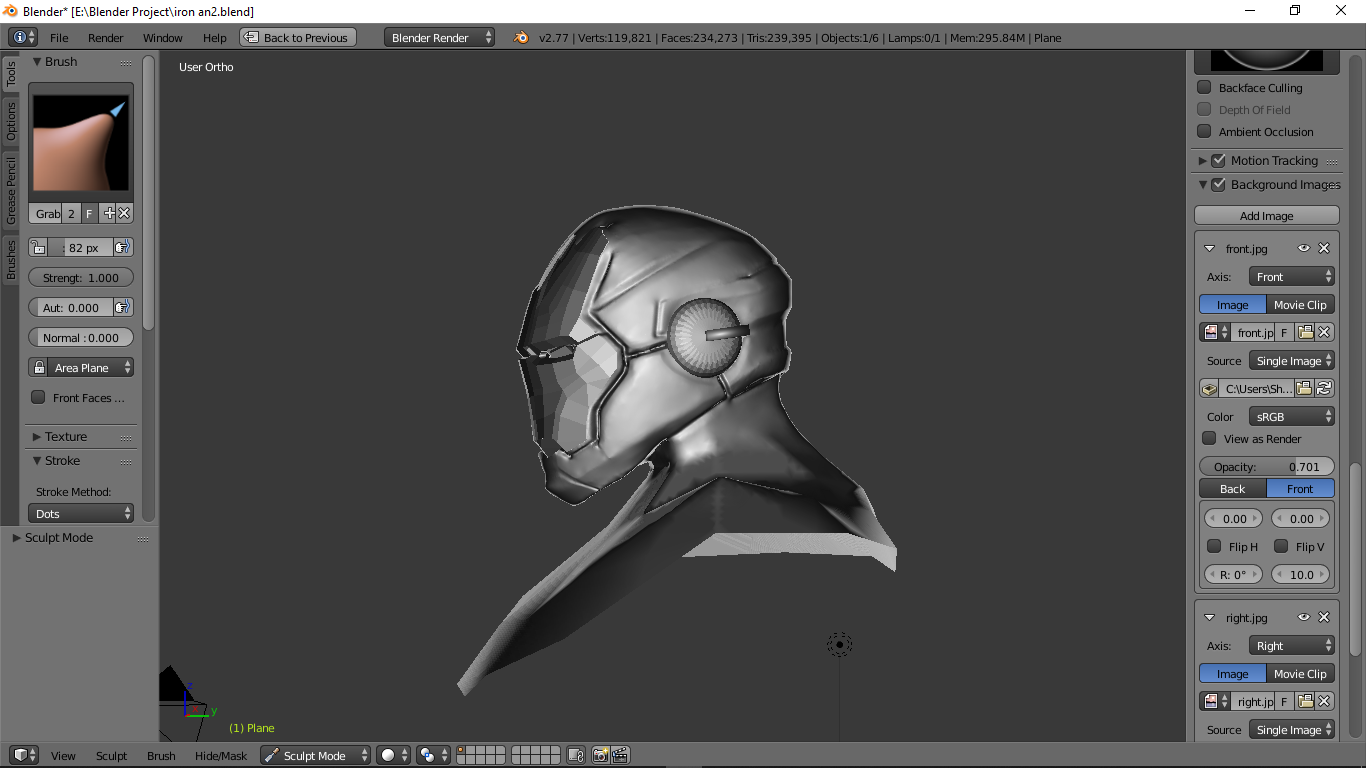 Blender* [E:\Blender Project\iron an2.blend]
File Render Window Help Back to Previous Blender Render v2.77 | Verts:119,821 | Faces:234,273 | Tris:239,395 | Objects:1/6 | Lamps:0/1 | Mem:295.84M | Plane
Tools
Options
Grease Pencil
Brushes
Brush
Grab 2 F
: 82 px
Strengt: 1.000
Aut: 0.000
Normal : 0.000
Area Plane
Front Faces ...
Texture
Stroke
Stroke Method:
Dots
Sculpt Mode
User Ortho
z
y
(1) Plane
Backface Culling
Depth Of Field
Ambient Occlusion
Motion Tracking
Background Images
Add Image
front.jpg
Axis: Front
Image Movie Clip
front.jp F
Source Single Image
C:\Users\Sh...
Color sRGB
View as Render
Opacity: 0.701
Back Front
0.00 0.00
Flip H Flip V
R: 0° 10.0
right.jpg
Axis: Right
Image Movie Clip
right.jp F
Source Single Image
View Sculpt Brush Hide/Mask Sculpt Mode